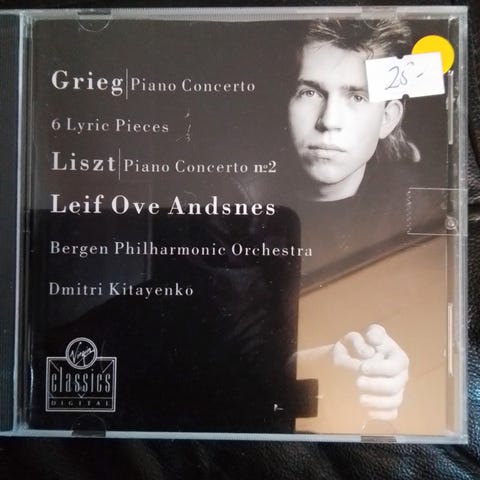 Grieg|Piano Concerto
6 Lyric Pieces
Liszt|Piano Concerto nº2
Leif Ove Andsnes
Bergen Philharmonic Orchestra
Dmitri Kitayenko
25,-
Virgin
classics
DIGITAL